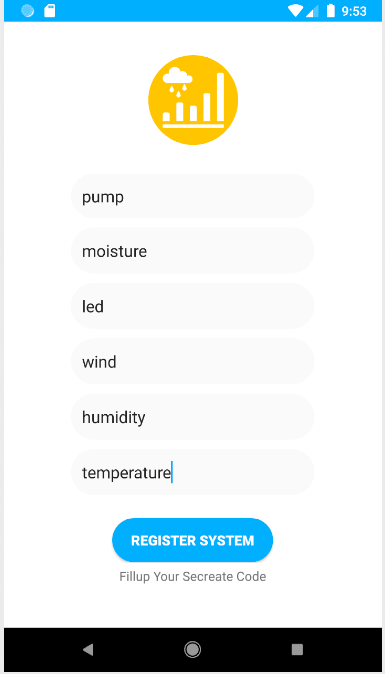 9:53
pump
moisture
led
wind
humidity
temperature
REGISTER SYSTEM
Fillup Your Secreate Code